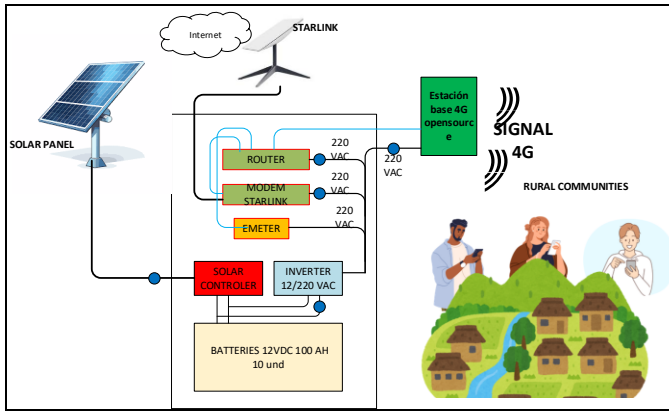 Internet
STARLINK
SOLAR PANEL
Estación
base 4G
opensourc
e
SIGNAL
4G
RURAL COMMUNITIES
220
VAC
ROUTER
220
VAC
220
VAC
MODEM
STARLINK
220
VAC
EMETER
SOLAR
CONTROLER
INVERTER
12/220 VAC
BATTERIES 12VDC 100 AH
10 und